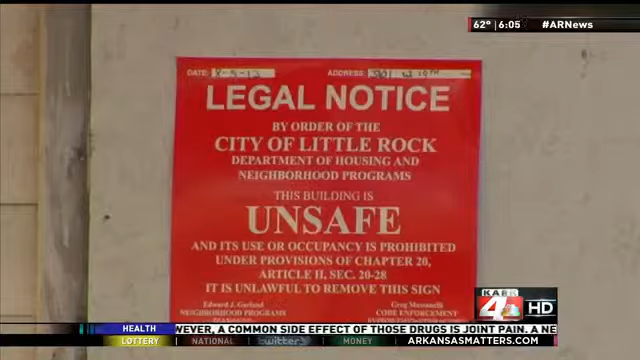 62° 6:05 #ARNews
DATE: ADDRESS:
LEGAL NOTICE
BY ORDER OF THE
CITY OF LITTLE ROCK
DEPARTMENT OF HOUSING AND
NEIGHBORHOOD PROGRAMS
THIS BUILDING IS
UNSAFE
AND ITS USE OR OCCUPANCY IS PROHIBITED
UNDER PROVISIONS OF CHAPTER 20,
ARTICLE II, SEC. 20-28
IT IS UNLAWFUL TO REMOVE THIS SIGN
Edward J. Garland
NEIGHBORHOOD PROGRAMS
CODE ENFORCEMENT
KARK
4 HD
HEALTH WEVER, A COMMON SIDE EFFECT OF THOSE DRUGS IS JOINT PAIN. A NE
LOTTERY NATIONAL twitter MONEY ARKANSASMATTERS.COM